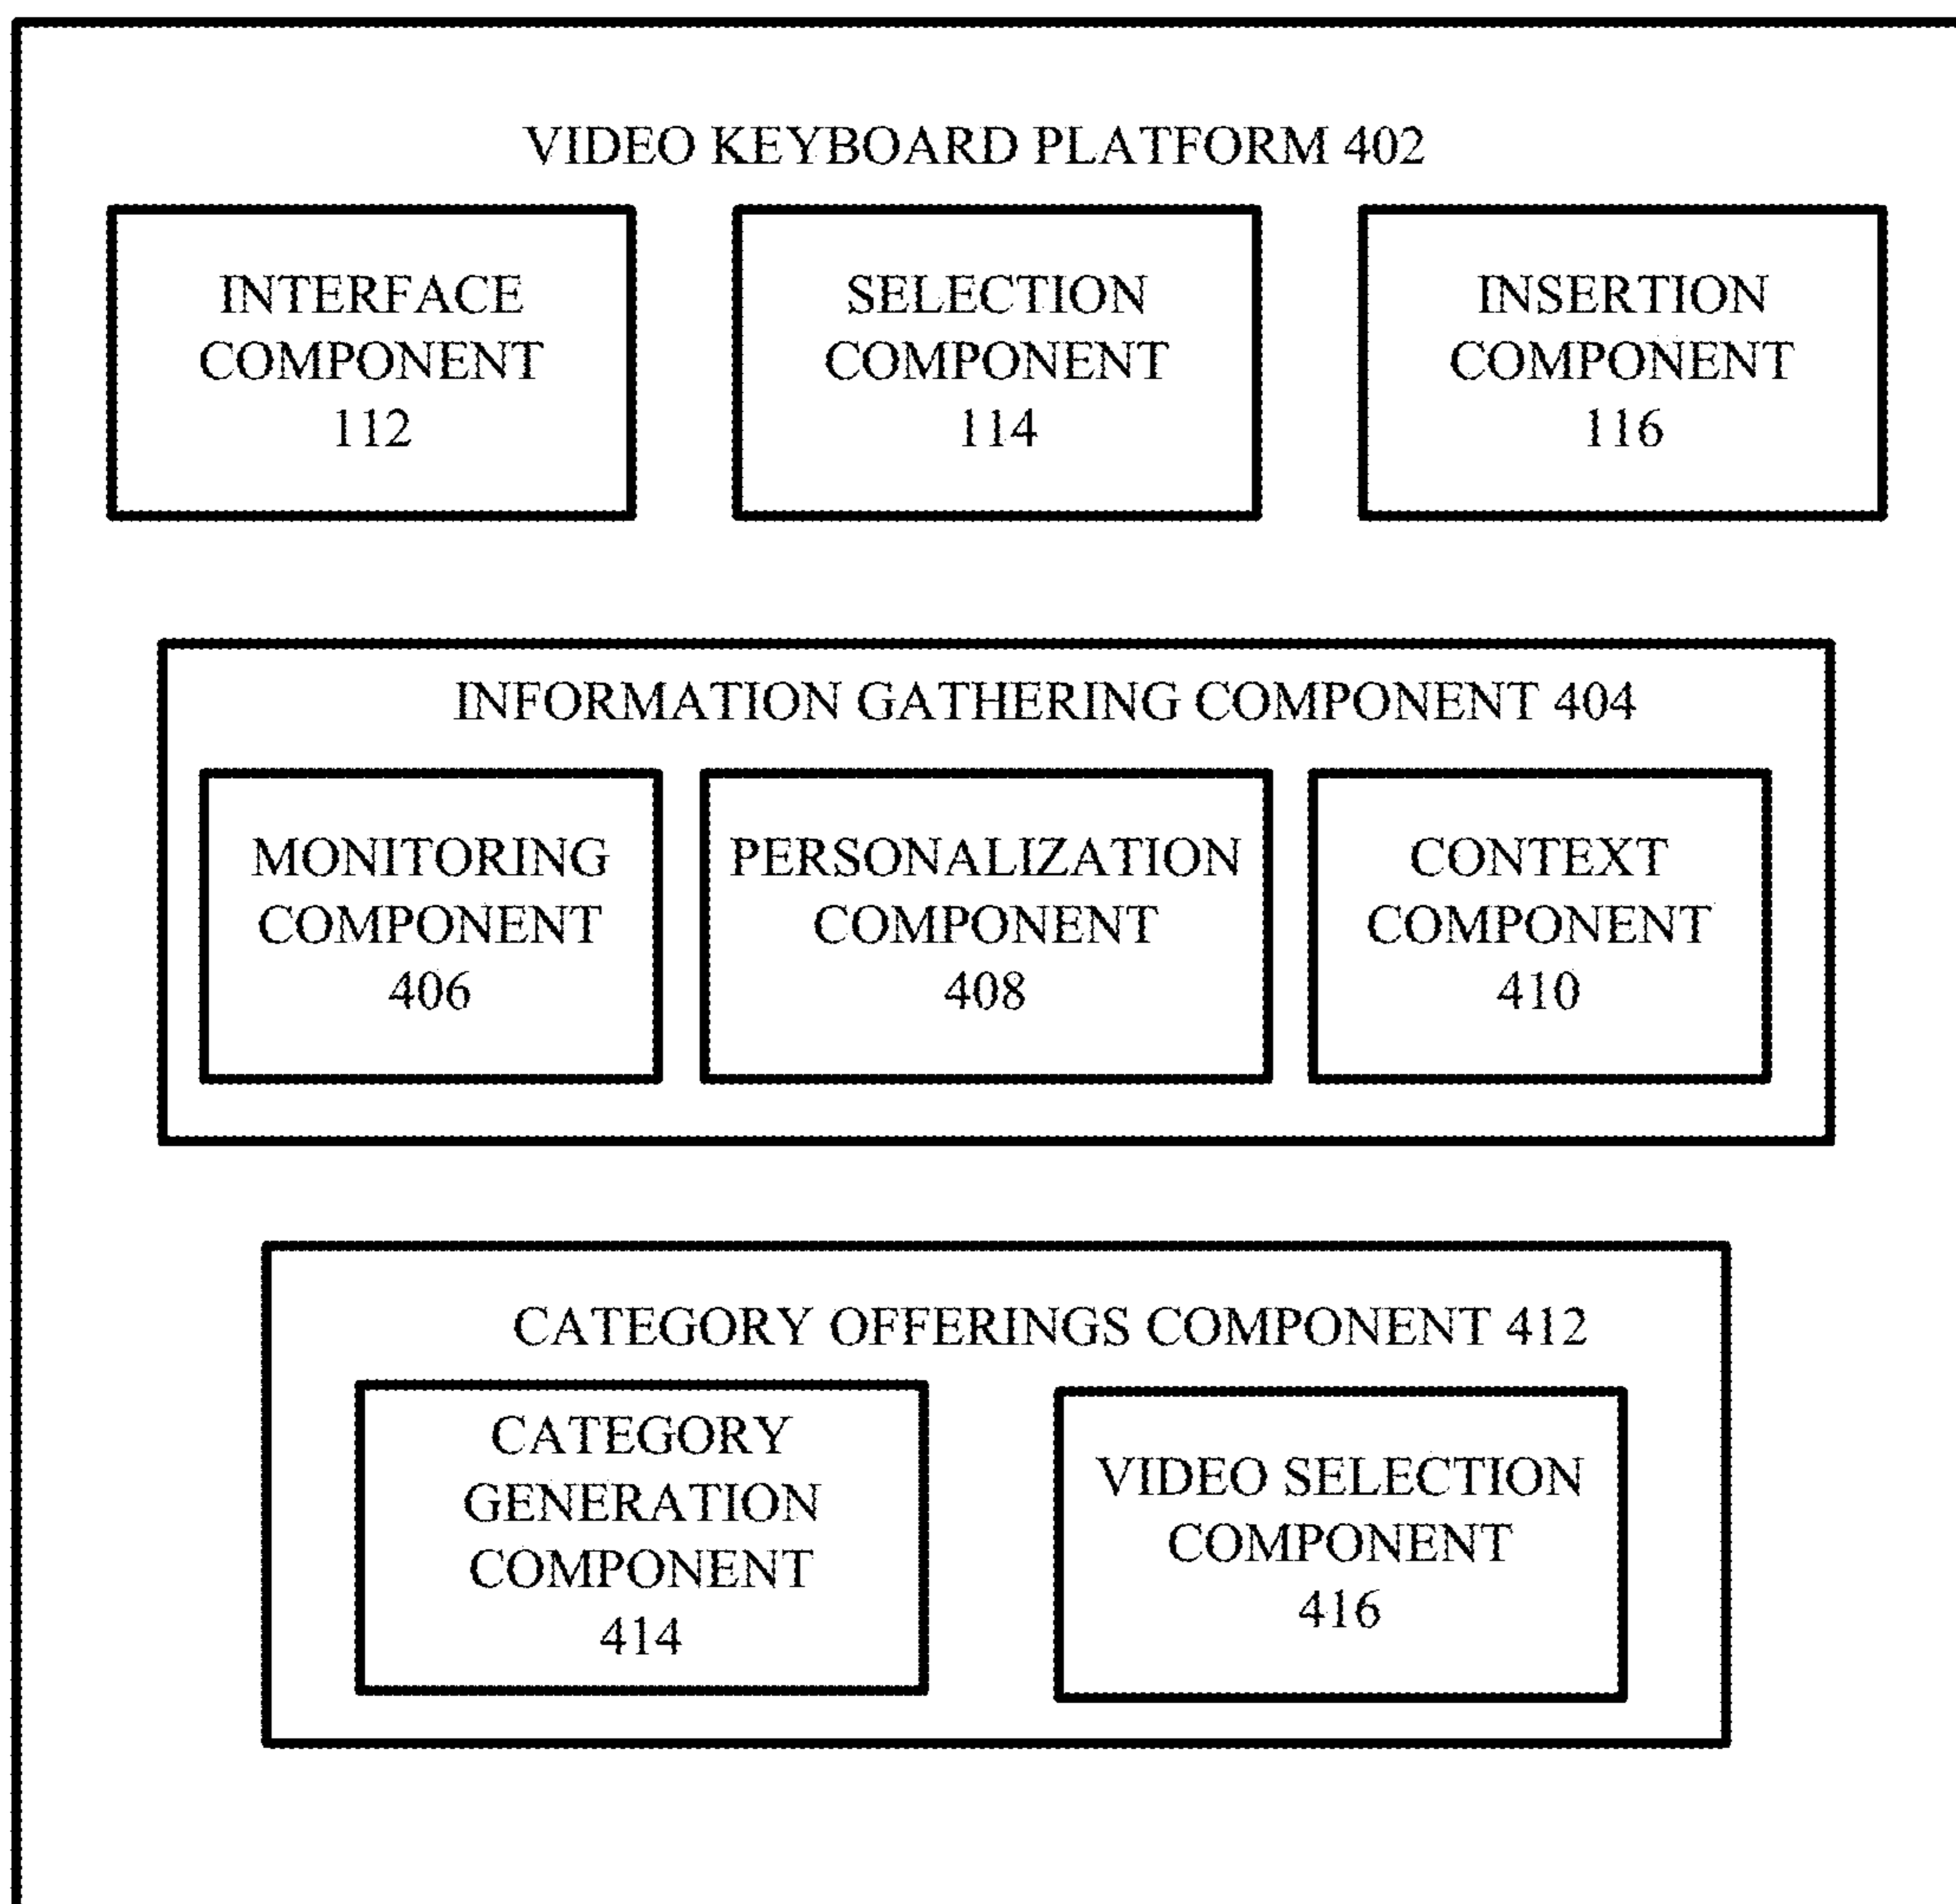 VIDEO KEYBOARD PLATFORM 402
INTERFACE
COMPONENT
112
SELECTION
COMPONENT
114
INSERTION
COMPONENT
116
INFORMATION GATHERING COMPONENT 404
MONITORING
COMPONENT
406
PERSONALIZATION
COMPONENT
408
CONTEXT
COMPONENT
410
CATEGORY OFFERINGS COMPONENT 412
CATEGORY
GENERATION
COMPONENT
414
VIDEO SELECTION
COMPONENT
416